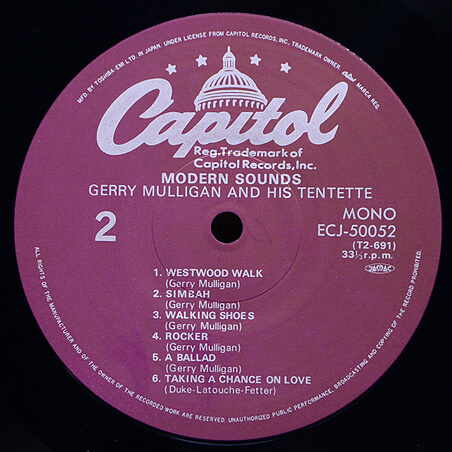 MFD. BY TOSHIBA-EMI LTD. IN JAPAN. UNDER LICENSE FROM CAPITOL RECORDS, INC., TRADEMARK OWNER. Capitol MARCA REG.
Capitol
Reg. Trademark of
Capitol Records, Inc.
MODERN SOUNDS
GERRY MULLIGAN AND HIS TENTETTE
2
MONO
ECJ-50052
(T2-691)
33⅓ r.p.m.
1. WESTWOOD WALK
(Gerry Mulligan)
2. SIMBAH
(Gerry Mulligan)
3. WALKING SHOES
(Gerry Mulligan)
4. ROCKER
(Gerry Mulligan)
5. A BALLAD
(Gerry Mulligan)
6. TAKING A CHANCE ON LOVE
(Duke-Latouche-Fetter)
ALL RIGHTS OF THE MANUFACTURER AND OF THE OWNER OF THE RECORDED WORK ARE RESERVED. UNAUTHORIZED PUBLIC PERFORMANCE, BROADCASTING AND COPYING OF THE RECORD PROHIBITED.